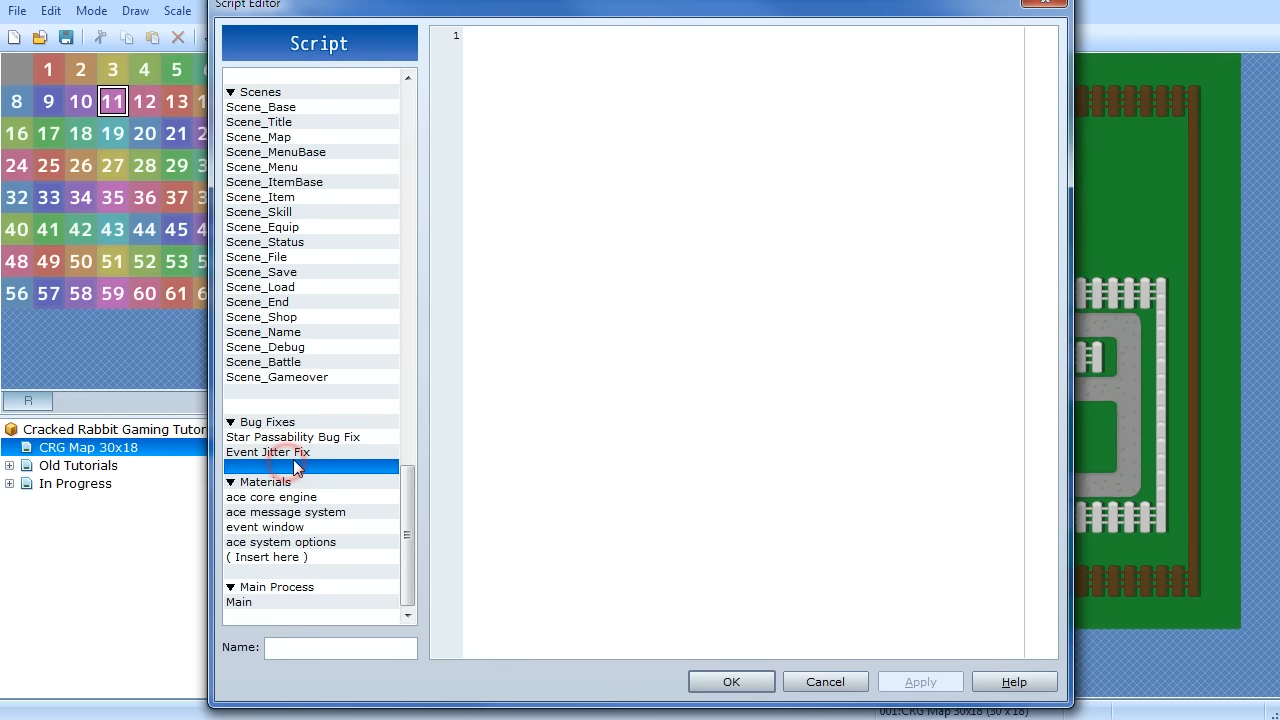 Script Editor
File Edit Mode Draw Scale
Script
1
1 2 3 4 5
8 9 10 11 12 13
16 17 18 19 20 21
24 25 26 27 28 29
32 33 34 35 36 37
40 41 42 43 44 45
48 49 50 51 52 53
56 57 58 59 60 61
R
Cracked Rabbit Gaming Tutor
CRG Map 30x18
Old Tutorials
In Progress
▼ Scenes
Scene_Base
Scene_Title
Scene_Map
Scene_MenuBase
Scene_Menu
Scene_ItemBase
Scene_Item
Scene_Skill
Scene_Equip
Scene_Status
Scene_File
Scene_Save
Scene_Load
Scene_End
Scene_Shop
Scene_Name
Scene_Debug
Scene_Battle
Scene_Gameover
▼ Bug Fixes
Star Passability Bug Fix
Event Jitter Fix
▼ Materials
ace core engine
ace message system
event window
ace system options
( Insert here )
▼ Main Process
Main
Name:
OK Cancel Apply Help
001:CRG Map 30x18 (30 x 18)